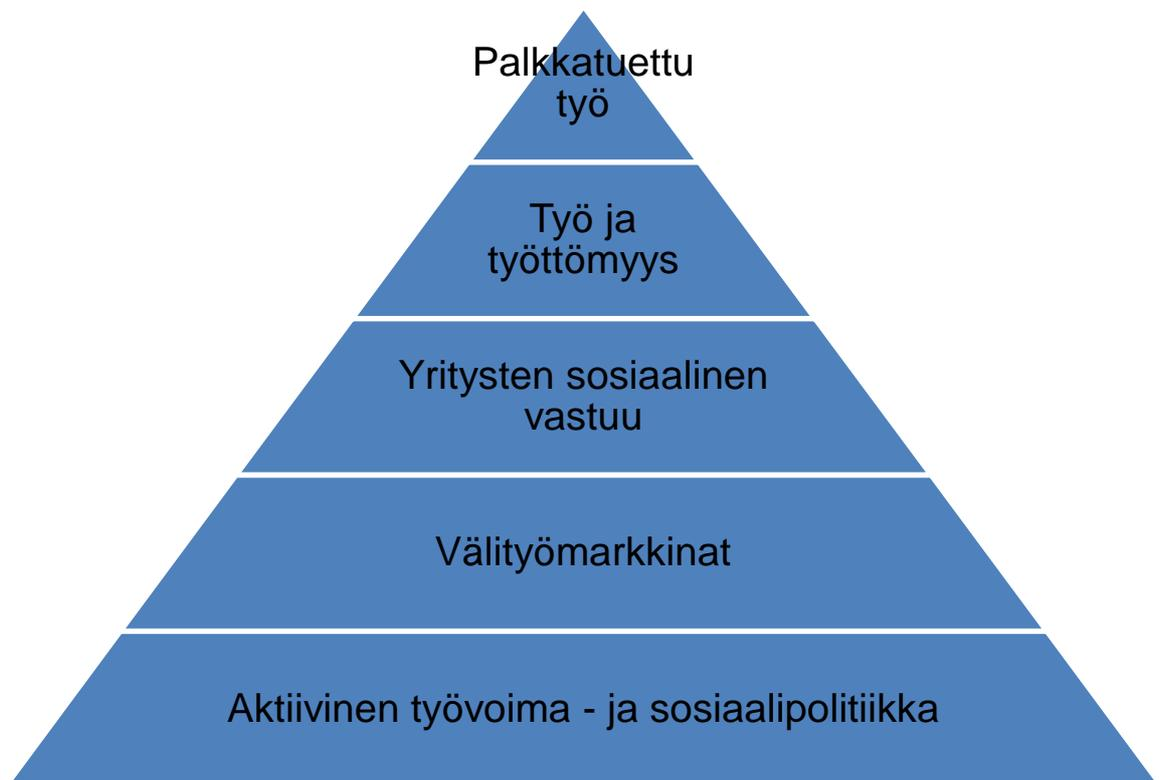 Palkkatuettu
työ
Työ ja
työttömyys
Yritysten sosiaalinen
vastuu
Välityömarkkinat
Aktiivinen työvoima - ja sosiaalipolitiikka